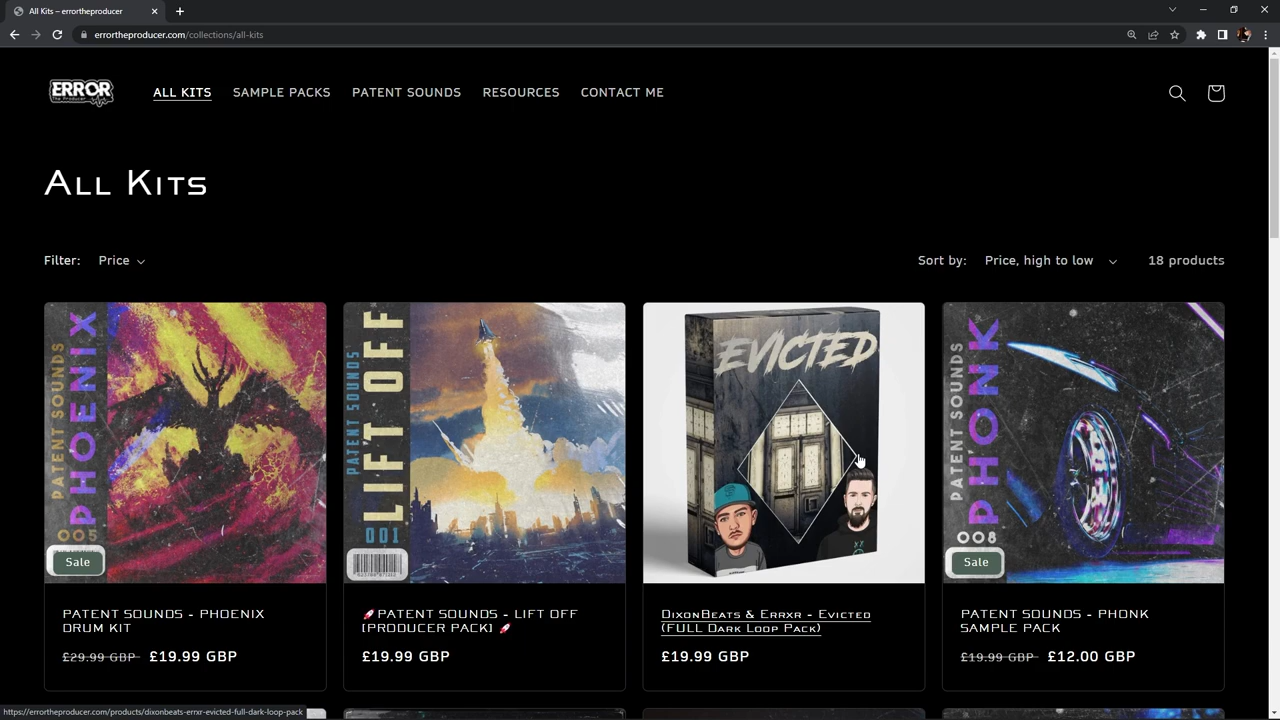 All Kits – errortheproducer
errortheproducer.com/collections/all-kits
ERROR
The Producer
ALL KITS
SAMPLE PACKS
PATENT SOUNDS
RESOURCES
CONTACT ME
All Kits
Filter:
Price
Sort by:
Price, high to low
18 products
PATENT SOUNDS
PHOENIX
005
Sale
PATENT SOUNDS
LIFT OFF
001
EVICTED
PATENT SOUNDS
PHONK
008
Sale
PATENT SOUNDS - PHOENIX
DRUM KIT
£29.99 GBP £19.99 GBP
🚀PATENT SOUNDS - LIFT OFF
[PRODUCER PACK] 🚀
£19.99 GBP
DixonBeats & Errxr - Evicted
(FULL Dark Loop Pack)
£19.99 GBP
PATENT SOUNDS - PHONK
SAMPLE PACK
£19.99 GBP £12.00 GBP
https://errortheproducer.com/products/dixonbeats-errxr-evicted-full-dark-loop-pack